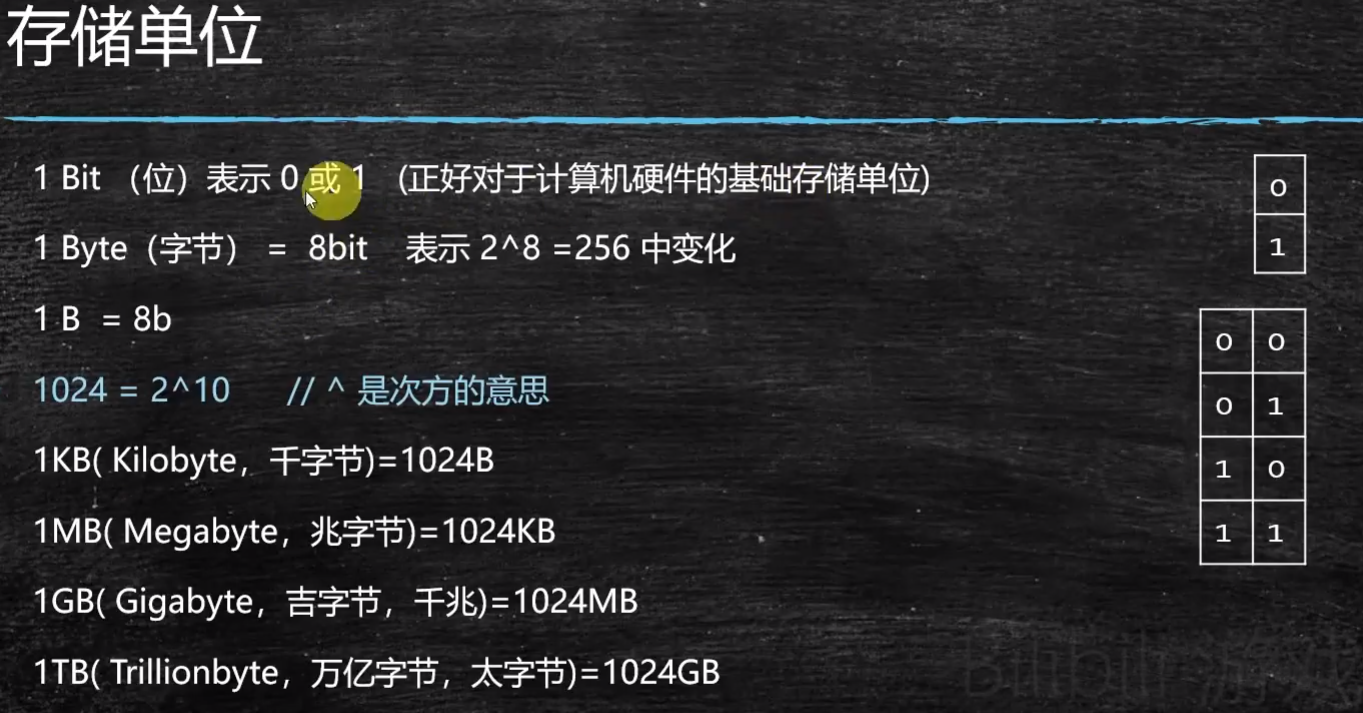 存储单位
1 Bit （位）表示 0 或 1 (正好对于计算机硬件的基础存储单位)
1 Byte（字节） = 8bit 表示 2^8 =256 中变化
1 B = 8b
1024 = 2^10 // ^ 是次方的意思
1KB( Kilobyte，千字节)=1024B
1MB( Megabyte，兆字节)=1024KB
1GB( Gigabyte，吉字节，千兆)=1024MB
1TB( Trillionbyte，万亿字节，太字节)=1024GB
0
1
0 0
0 1
1 0
1 1
Bilibili 游戏